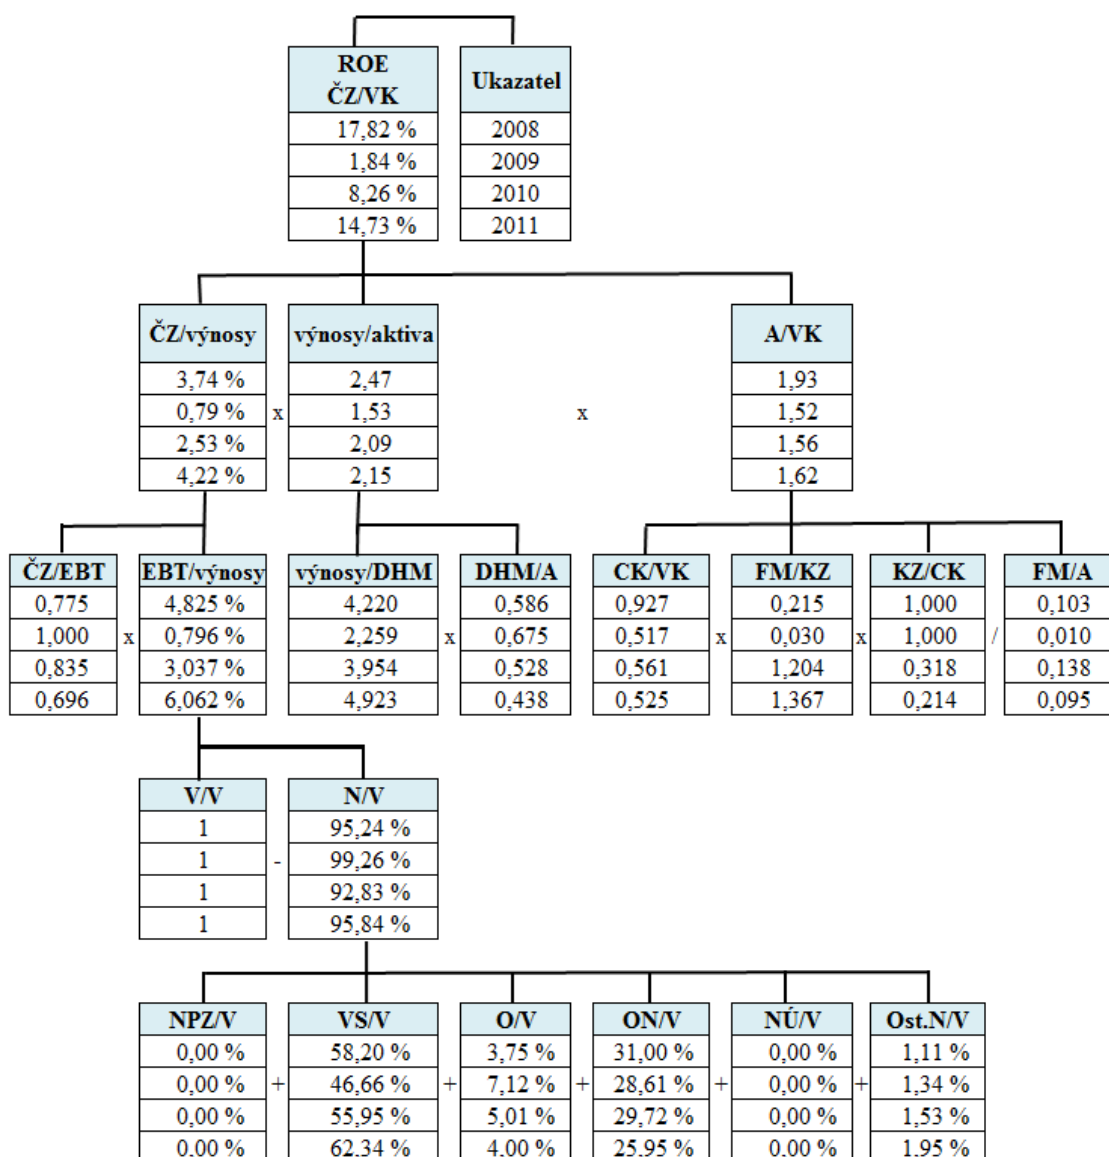 ROE Ukazatel
ČZ/VK
17,82 % 2008
1,84 % 2009
8,26 % 2010
14,73 % 2011
ČZ/výnosy výnosy/aktiva A/VK
3,74 % 2,47 1,93
0,79 % x 1,53 x 1,52
2,53 % 2,09 1,56
4,22 % 2,15 1,62
ČZ/EBT EBT/výnosy výnosy/DHM DHM/A CK/VK FM/KZ KZ/CK FM/A
0,775 4,825 % 4,220 0,586 0,927 0,215 1,000 0,103
1,000 x 0,796 % 2,259 x 0,675 0,517 x 0,030 x 1,000 / 0,010
0,835 3,037 % 3,954 0,528 0,561 1,204 0,318 0,138
0,696 6,062 % 4,923 0,438 0,525 1,367 0,214 0,095
V/V N/V
1 95,24 %
1 - 99,26 %
1 92,83 %
1 95,84 %
NPZ/V VS/V O/V ON/V NÚ/V Ost.N/V
0,00 % 58,20 % 3,75 % 31,00 % 0,00 % 1,11 %
0,00 % + 46,66 % + 7,12 % + 28,61 % + 0,00 % + 1,34 %
0,00 % 55,95 % 5,01 % 29,72 % 0,00 % 1,53 %
0,00 % 62,34 % 4,00 % 25,95 % 0,00 % 1,95 %